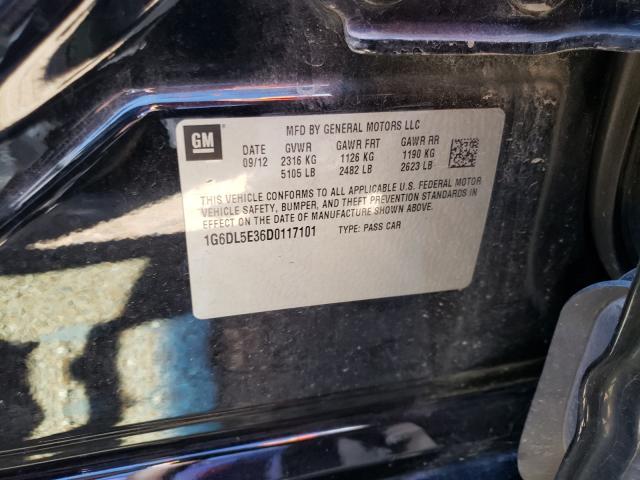 GM
MFD BY GENERAL MOTORS LLC
DATE GVWR GAWR FRT GAWR RR
09/12 2316 KG 1126 KG 1190 KG
5105 LB 2482 LB 2623 LB
THIS VEHICLE CONFORMS TO ALL APPLICABLE U.S. FEDERAL MOTOR
VEHICLE SAFETY, BUMPER, AND THEFT PREVENTION STANDARDS IN
EFFECT ON THE DATE OF MANUFACTURE SHOWN ABOVE.
1G6DL5E36D0117101 TYPE: PASS CAR